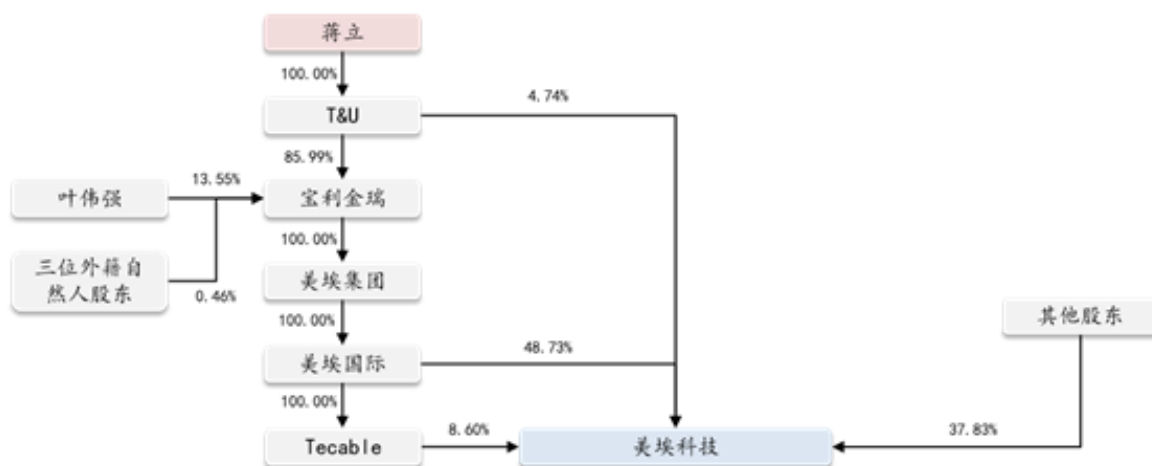 蒋立
100.00%
4.74%
T&U
85.99%
13.55%
叶伟强
宝利金瑞
100.00%
三位外籍自
然人股东
0.46%
美埃集团
100.00%
其他股东
美埃国际
48.73%
100.00%
Tecable
8.60%
美埃科技
37.83%